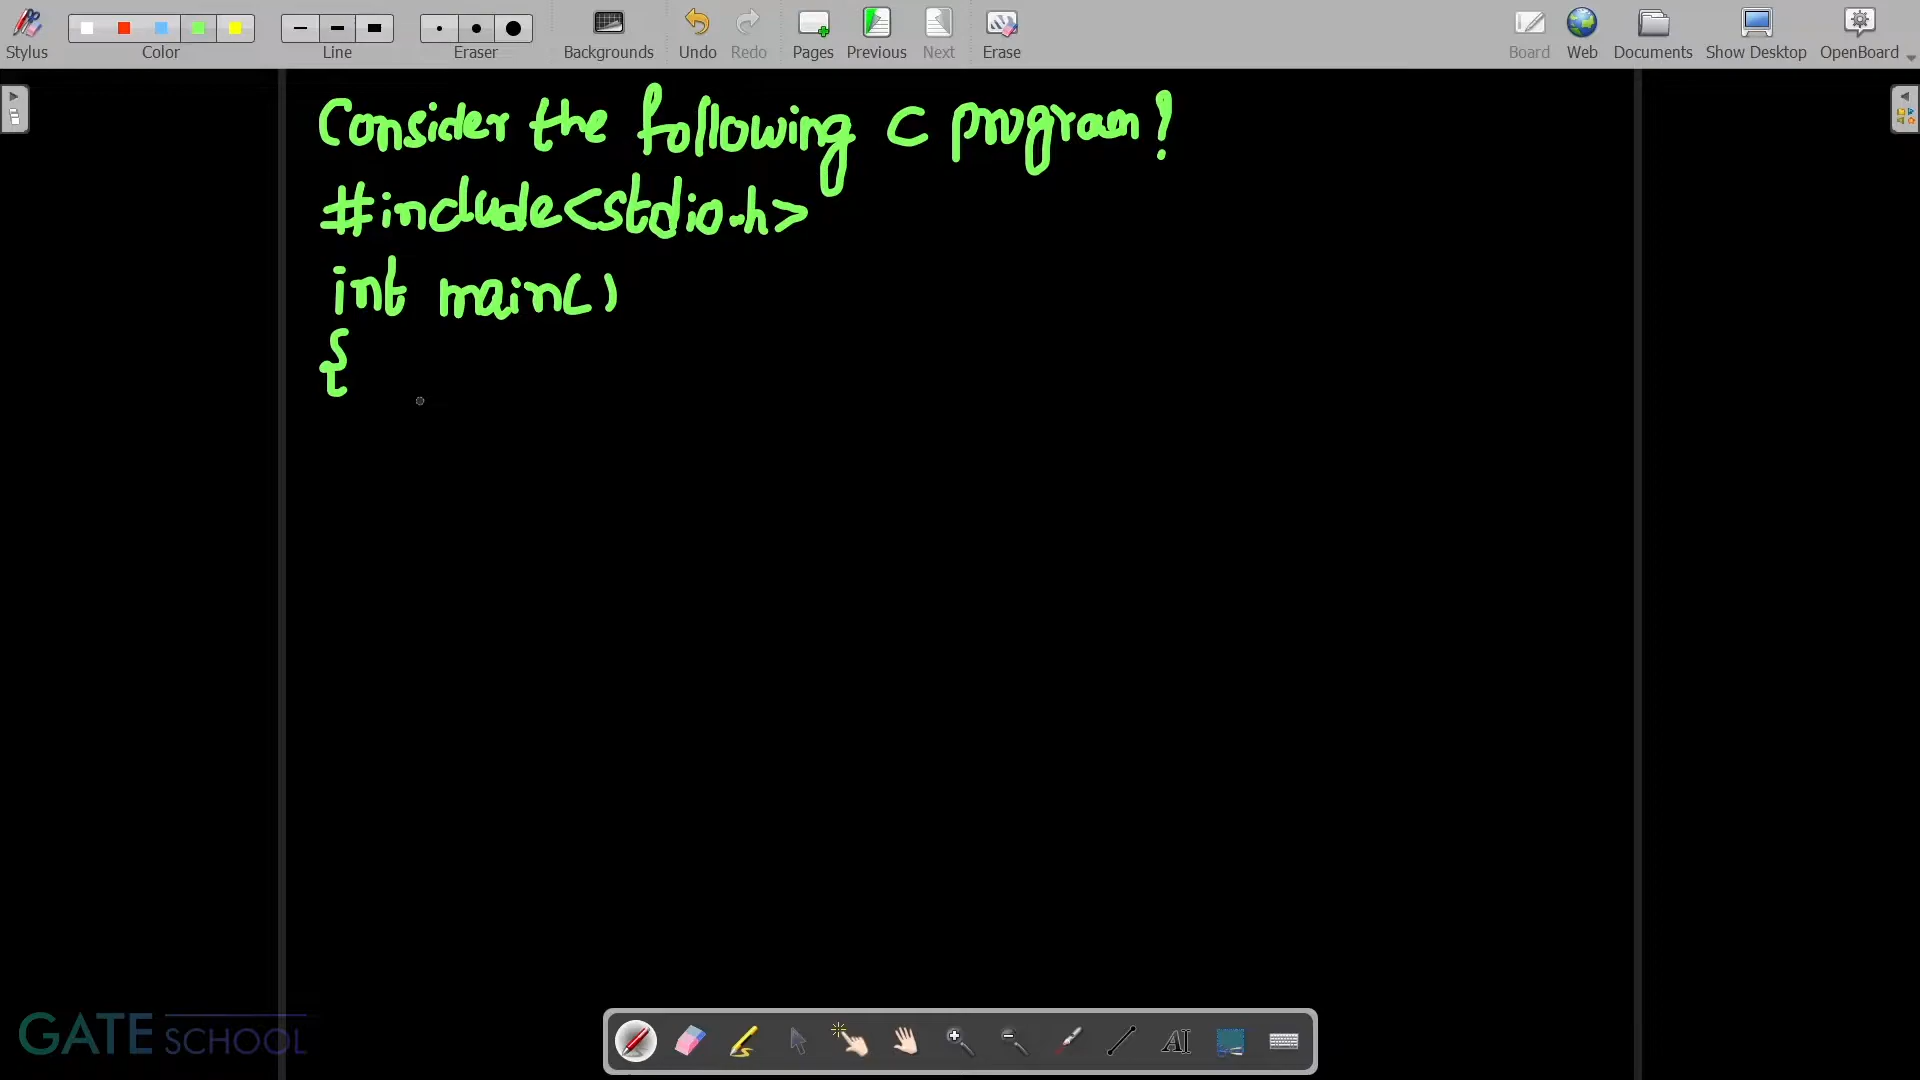 Stylus Color Line Eraser Backgrounds Undo Redo Pages Previous Next Erase Board Web Documents Show Desktop OpenBoard
Consider the following C program?
#include<stdio.h>
int main()
{
GATE SCHOOL
AI